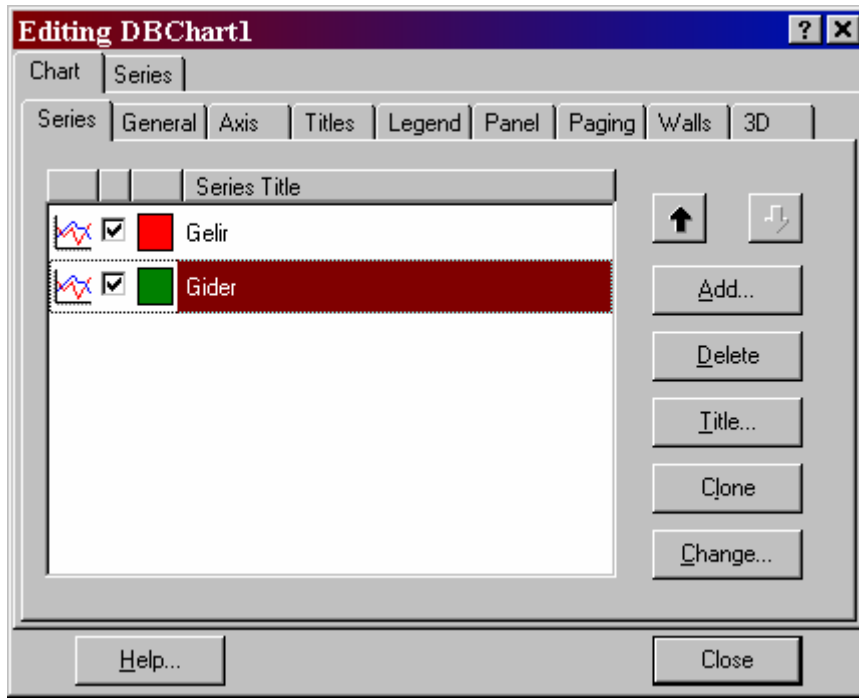 Editing DBChart1
Chart Series
Series General Axis Titles Legend Panel Paging Walls 3D
Series Title
Gelir
Gider
Add...
Delete
Title...
Clone
Change...
Help...
Close